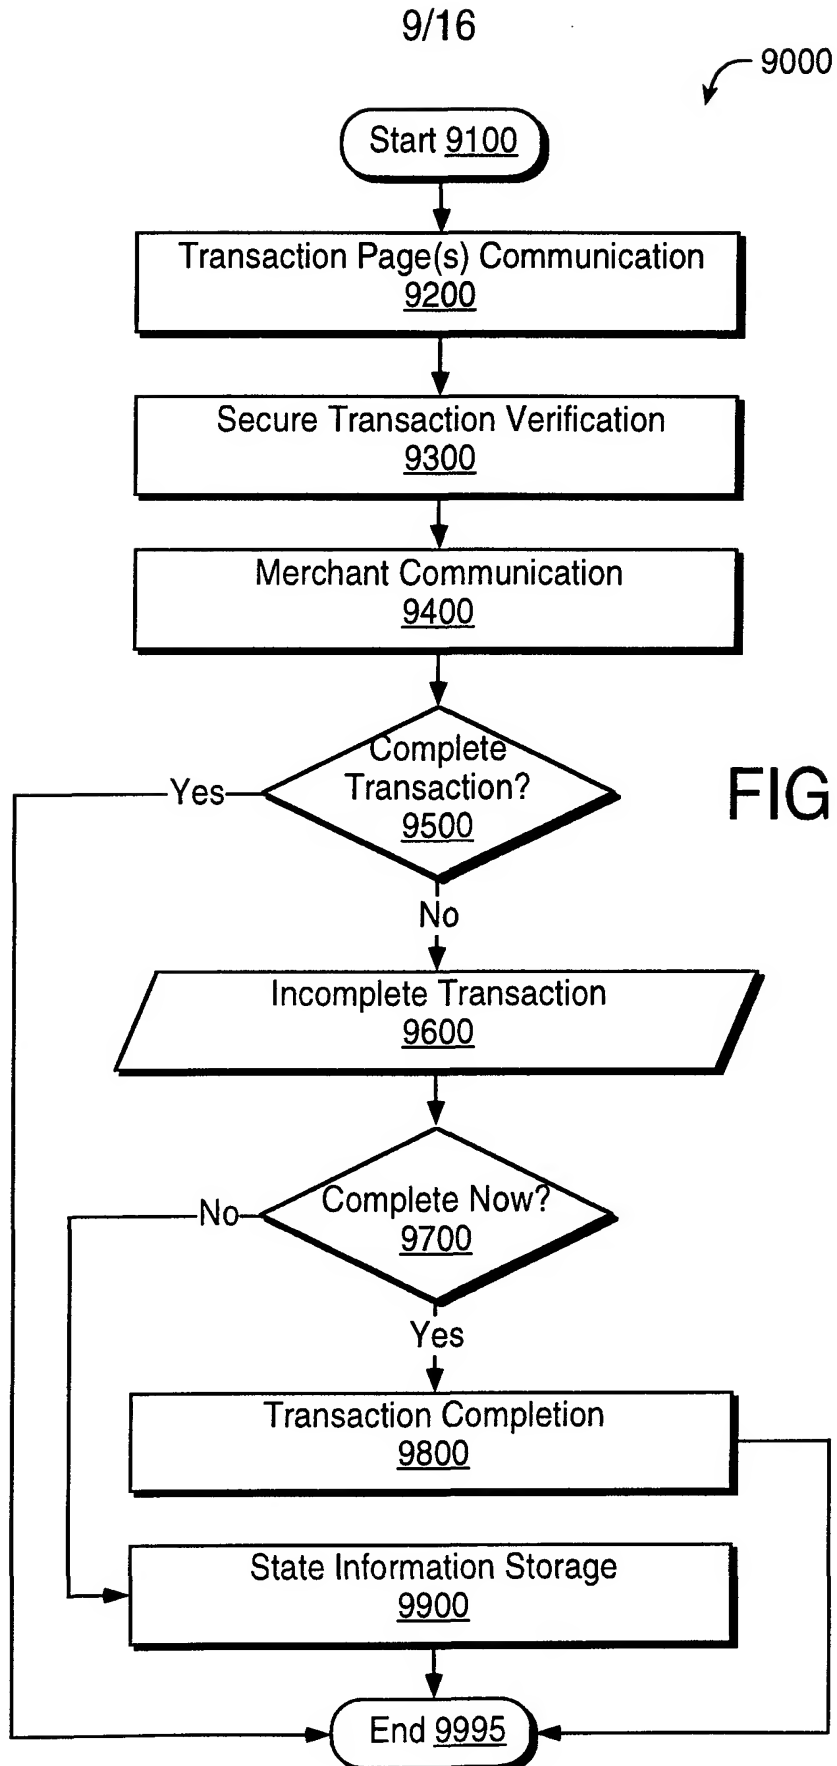 9/16
9000
Start 9100
Transaction Page(s) Communication
9200
Secure Transaction Verification
9300
Merchant Communication
9400
Complete
Transaction?
9500
Yes
FIG
No
Incomplete Transaction
9600
Complete Now?
9700
No
Yes
Transaction Completion
9800
State Information Storage
9900
End 9995